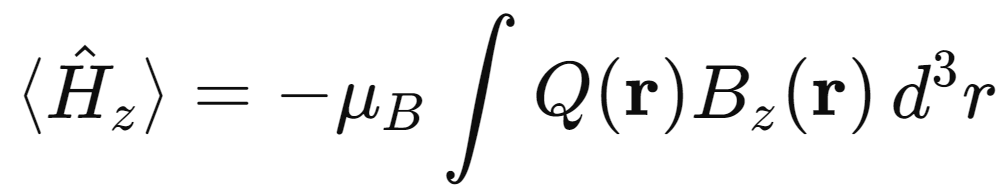 ⟨Ĥ_z⟩ = −μ_B ∫ Q(𝐫)B_z(𝐫) d³r